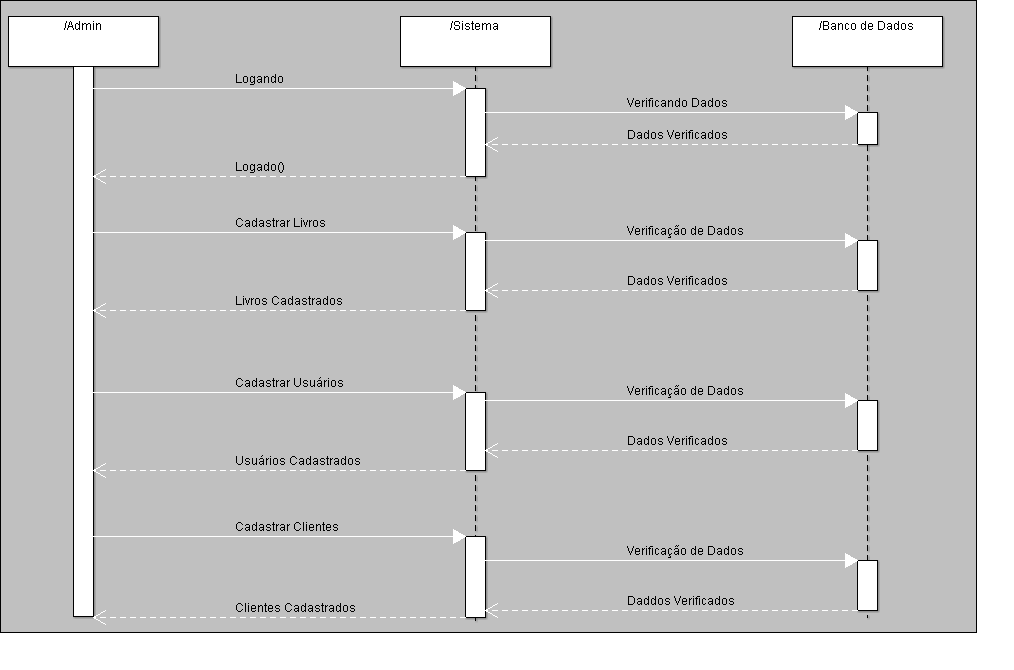 /Admin
/Sistema
/Banco de Dados
Logando
Verificando Dados
Dados Verificados
Logado()
Cadastrar Livros
Verificação de Dados
Dados Verificados
Livros Cadastrados
Cadastrar Usuários
Verificação de Dados
Dados Verificados
Usuários Cadastrados
Cadastrar Clientes
Verificação de Dados
Daddos Verificados
Clientes Cadastrados